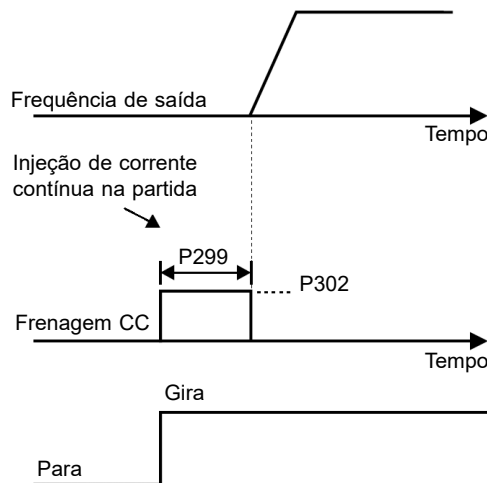 Frequência de saída
Tempo
Injeção de corrente
contínua na partida
P299
P302
Frenagem CC
Tempo
Gira
Para